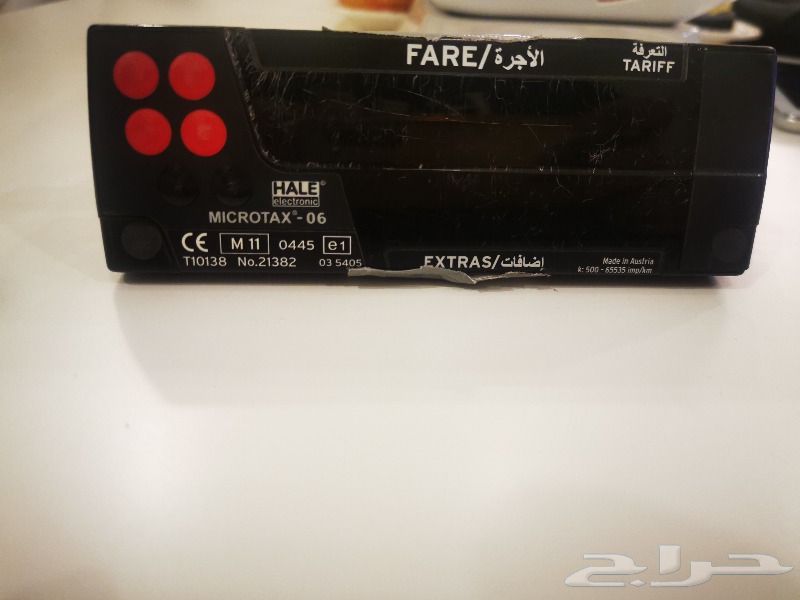 FARE/الأجرة
التعرفة
TARIFF
HALE®
electronic
MICROTAX®-06
CE M 11 0445 e1
T10138 No.21382 03 5405
EXTRAS/إضافات
Made in Austria
k: 500 - 65535 imp/km
حراج